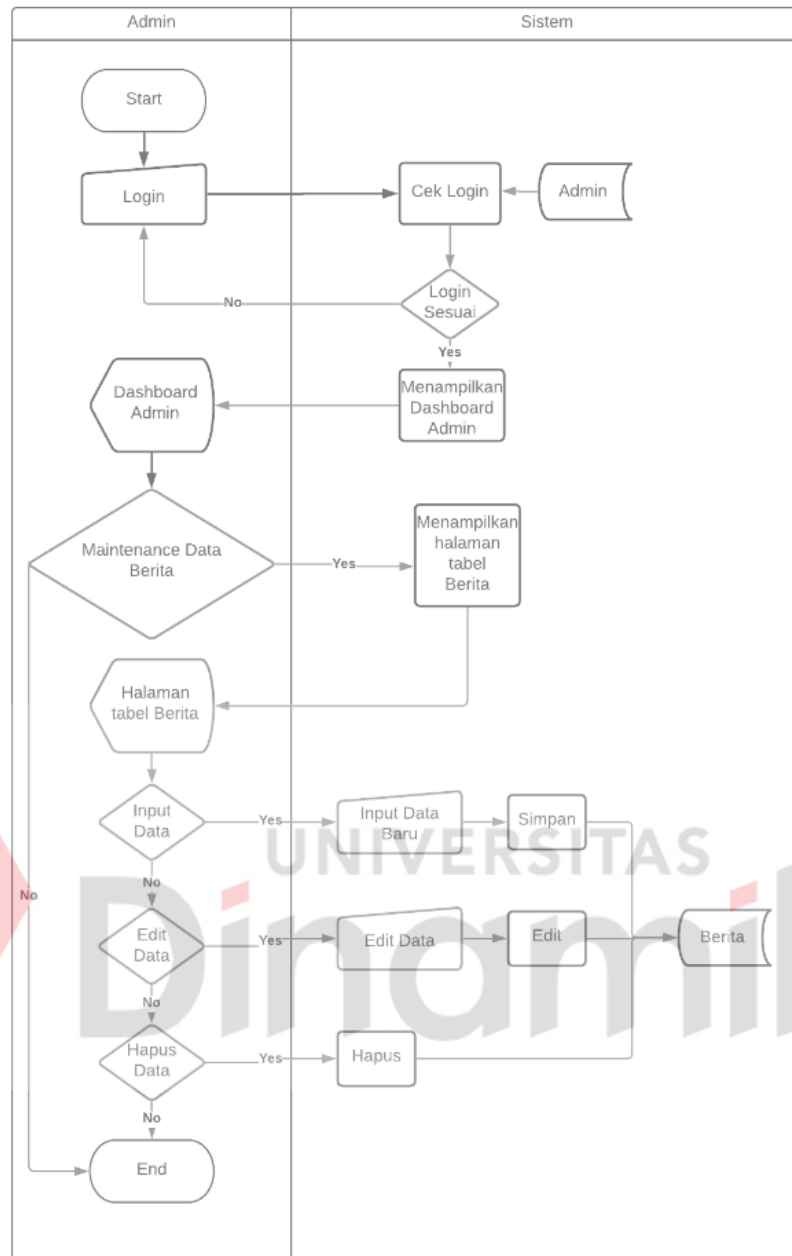 Admin
Sistem
Start
Login
Cek Login
Admin
Login
Sesuai
No
Yes
Dashboard
Admin
Menampilkan
Dashboard
Admin
Maintenance Data
Berita
Yes
Menampilkan
halaman
tabel
Berita
Halaman
tabel Berita
Input
Data
Yes
Input Data
Baru
Simpan
UNIVERSITAS
Dinamik
No
No
Edit
Data
Yes
Edit Data
Edit
Berita
No
Hapus
Data
Yes
Hapus
No
End